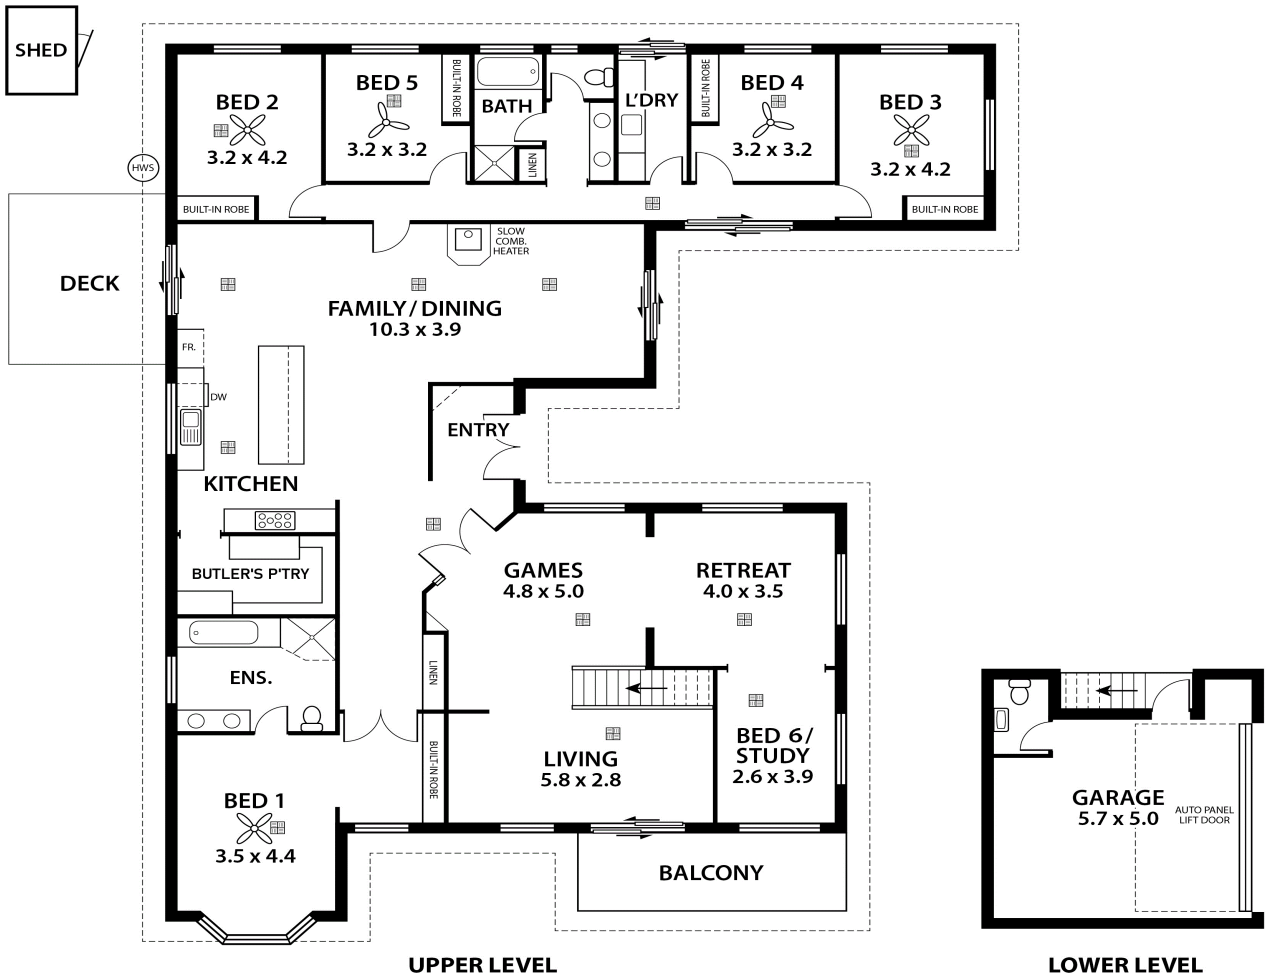 SHED
BED 2
3.2 x 4.2
BUILT-IN ROBE
BED 5
3.2 x 3.2
BUILT-IN ROBE
BATH
LINEN
L'DRY
BUILT-IN ROBE
BED 4
3.2 x 3.2
BED 3
3.2 x 4.2
BUILT-IN ROBE
HWS
DECK
SLOW
COMB.
HEATER
FAMILY / DINING
10.3 x 3.9
FR.
DW
ENTRY
KITCHEN
BUTLER'S P'TRY
GAMES
4.8 x 5.0
RETREAT
4.0 x 3.5
ENS.
LINEN
BED 6/
STUDY
2.6 x 3.9
LIVING
5.8 x 2.8
BUILT-IN ROBE
BED 1
3.5 x 4.4
BALCONY
GARAGE
5.7 x 5.0
AUTO PANEL
LIFT DOOR
UPPER LEVEL
LOWER LEVEL